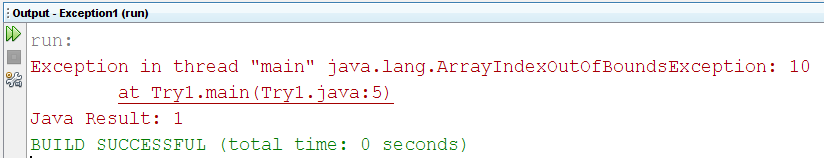 Output - Exception1 (run)
run:
Exception in thread "main" java.lang.ArrayIndexOutOfBoundsException: 10
at Try1.main(Try1.java:5)
Java Result: 1
BUILD SUCCESSFUL (total time: 0 seconds)